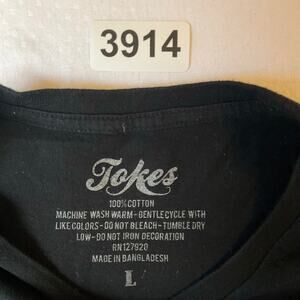 3914
Tokes
100% COTTON
MACHINE WASH WARM-GENTLE CYCLE WITH
LIKE COLORS-DO NOT BLEACH-TUMBLE DRY
LOW-DO NOT IRON DECORATION
RN127920
MADE IN BANGLADESH
L